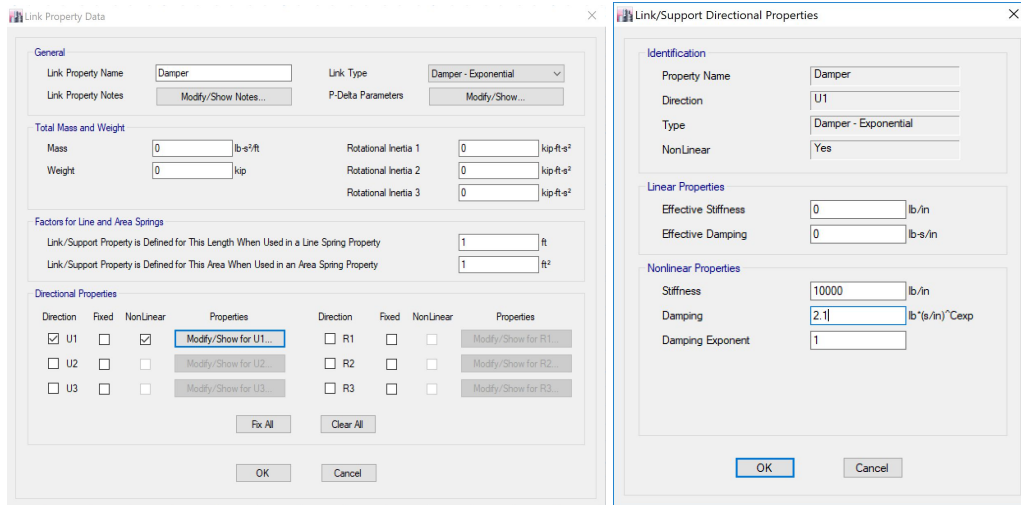 Link Property Data
General
Link Property Name Damper Link Type Damper - Exponential
Link Property Notes Modify/Show Notes... P-Delta Parameters Modify/Show...
Total Mass and Weight
Mass 0 lb-s²/ft Rotational Inertia 1 0 kip-ft-s²
Weight 0 kip Rotational Inertia 2 0 kip-ft-s²
Rotational Inertia 3 0 kip-ft-s²
Factors for Line and Area Springs
Link/Support Property is Defined for This Length When Used in a Line Spring Property 1 ft
Link/Support Property is Defined for This Area When Used in an Area Spring Property 1 ft²
Directional Properties
Direction Fixed NonLinear Properties Direction Fixed NonLinear Properties
U1 Modify/Show for U1... R1 Modify/Show for R1...
U2 Modify/Show for U2... R2 Modify/Show for R2...
U3 Modify/Show for U3... R3 Modify/Show for R3...
Fix All Clear All
OK Cancel
Link/Support Directional Properties
Identification
Property Name Damper
Direction U1
Type Damper - Exponential
NonLinear Yes
Linear Properties
Effective Stiffness 0 lb/in
Effective Damping 0 lb-s/in
Nonlinear Properties
Stiffness 10000 lb/in
Damping 2.1 lb*(s/in)^Cexp
Damping Exponent 1
OK Cancel